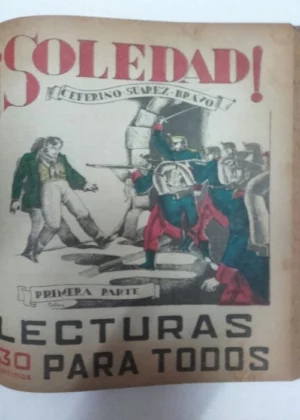 ¡SOLEDAD!
CEFERINO-SUAREZ-BRAVO
PRIMERA PARTE
LECTURAS
30
PARA TODOS